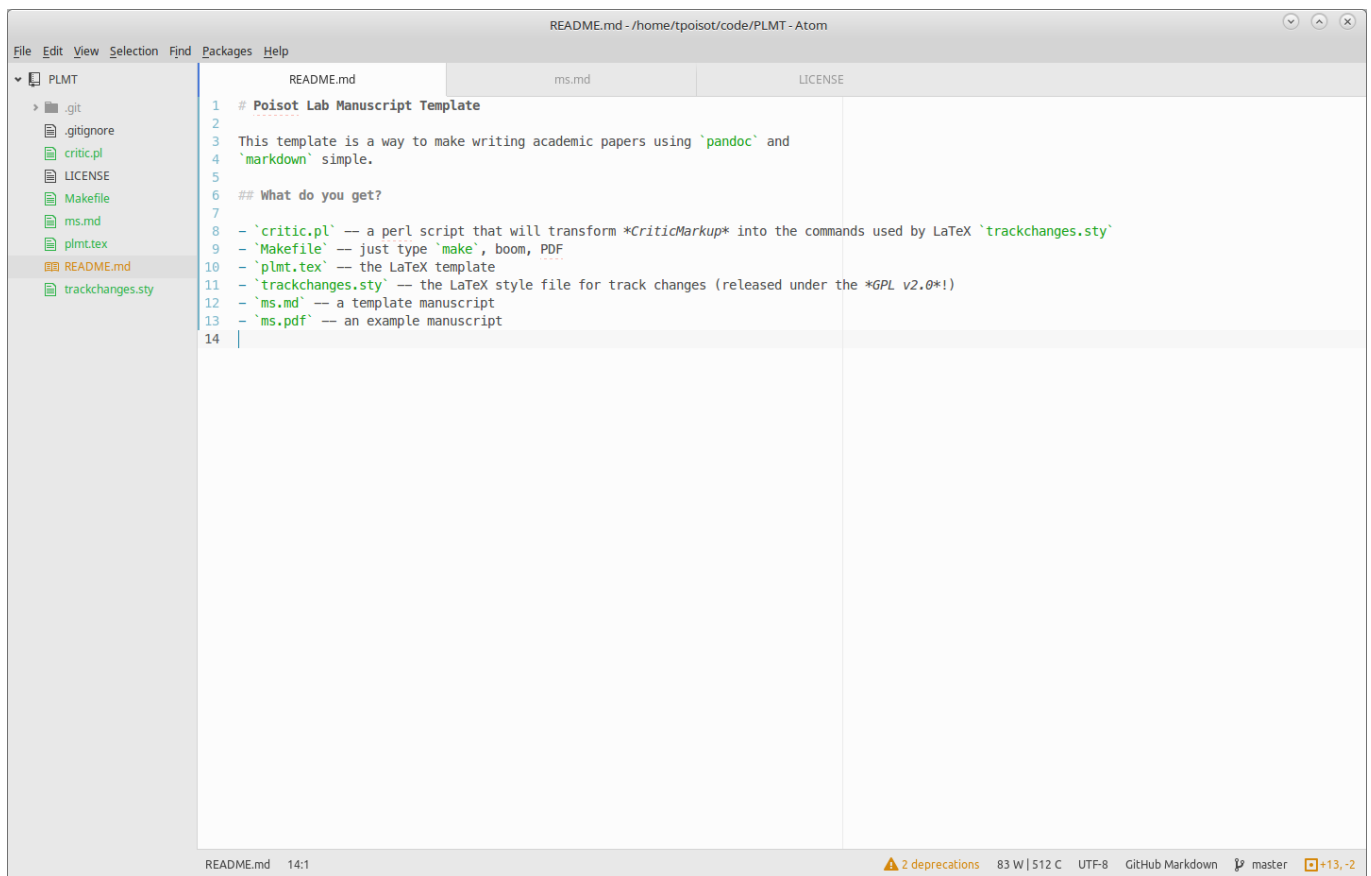 README.md - /home/tpoisot/code/PLMT - Atom
File Edit View Selection Find Packages Help
PLMT
.git
.gitignore
critic.pl
LICENSE
Makefile
ms.md
plmt.tex
README.md
trackchanges.sty
README.md ms.md LICENSE
1 # Poisot Lab Manuscript Template
2
3 This template is a way to make writing academic papers using `pandoc` and
4 `markdown` simple.
5
6 ## What do you get?
7
8 - `critic.pl` -- a perl script that will transform *CriticMarkup* into the commands used by LaTeX `trackchanges.sty`
9 - `Makefile` -- just type `make`, boom, PDF
10 - `plmt.tex` -- the LaTeX template
11 - `trackchanges.sty` -- the LaTeX style file for track changes (released under the *GPL v2.0*!)
12 - `ms.md` -- a template manuscript
13 - `ms.pdf` -- an example manuscript
14
README.md 14:1 2 deprecations 83 W | 512 C UTF-8 GitHub Markdown master +13, -2